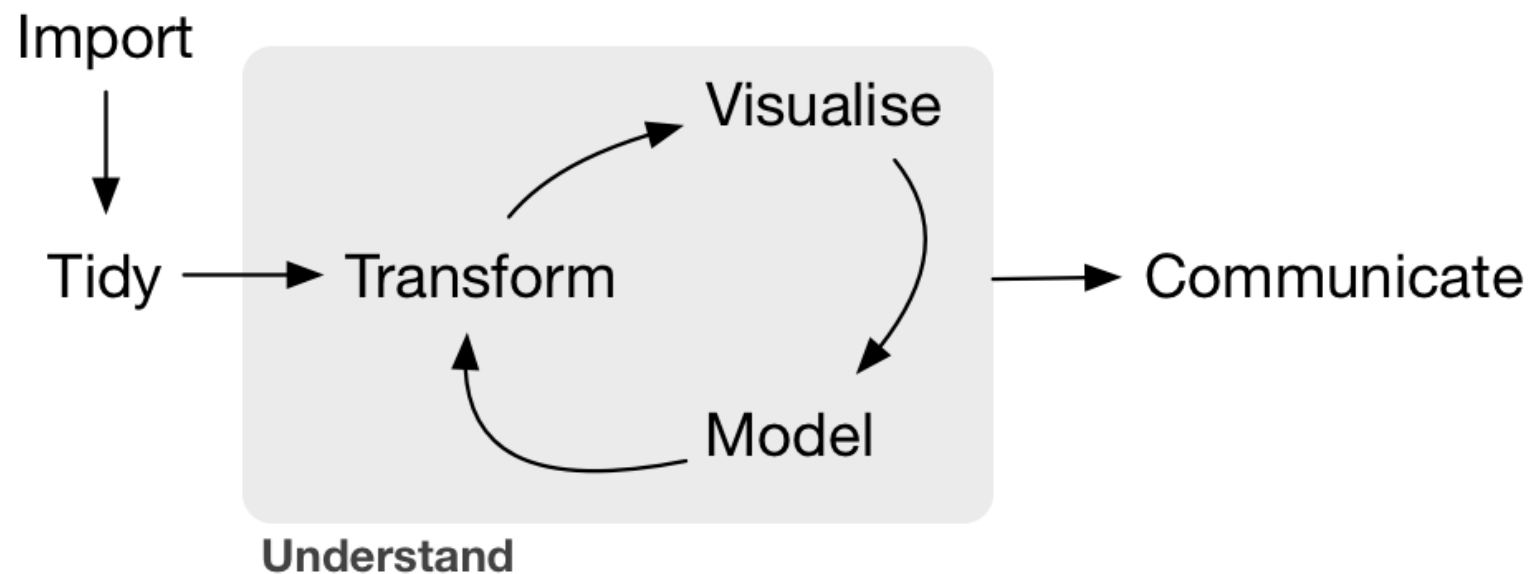 Import
Visualise
Tidy
Transform
Communicate
Model
Understand